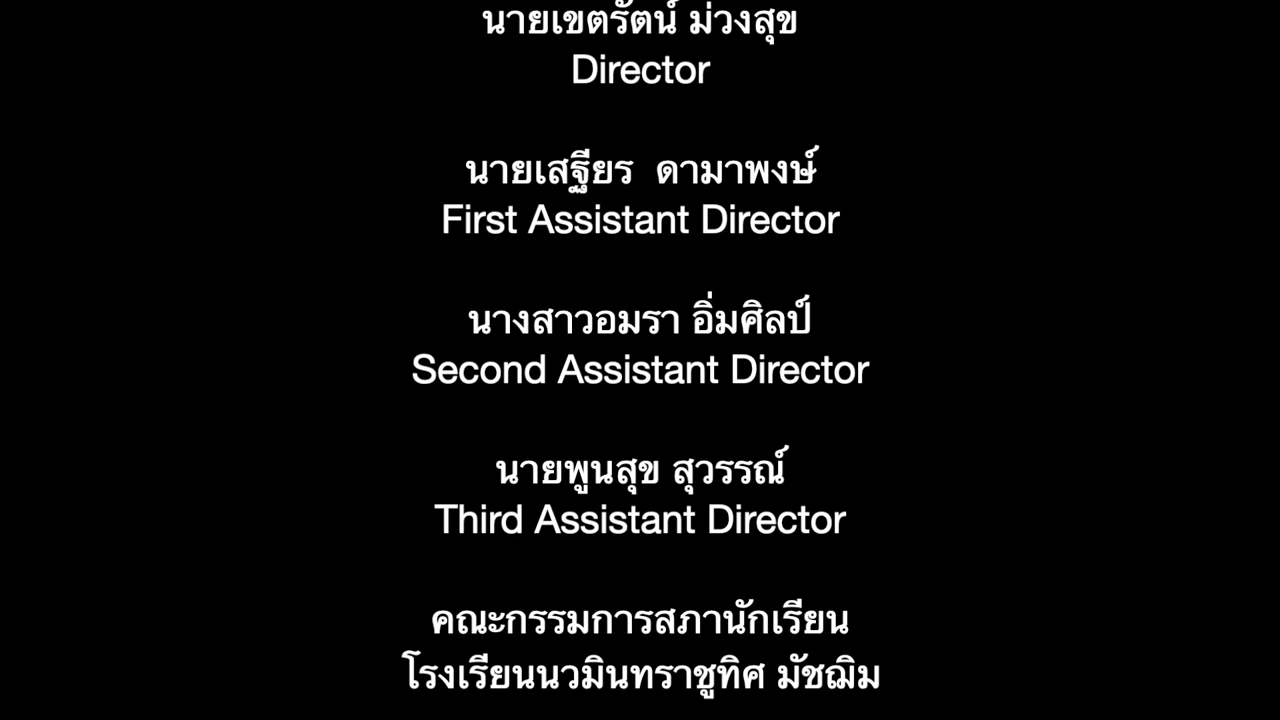 นายเขตรัตน์ ม่วงสุข
Director
นายเสฐียร ดามาพงษ์
First Assistant Director
นางสาวอมรา อิ่มศิลป์
Second Assistant Director
นายพูนสุข สุวรรณ์
Third Assistant Director
คณะกรรมการสภานักเรียน
โรงเรียนนวมินทราชูทิศ มัชฌิม